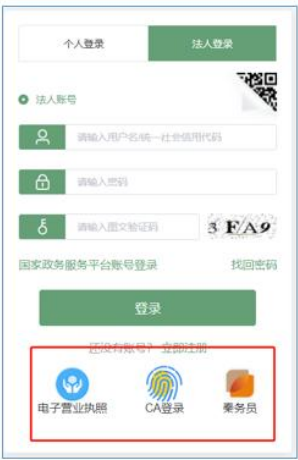 个人登录 法人登录
法人账号
请输入用户名/统一社会信用代码
请输入密码
请输入图文验证码 3 F/A9
国家政务服务平台账号登录 找回密码
登录
还没有账号? 立即注册
电子营业执照 CA登录 秦务员